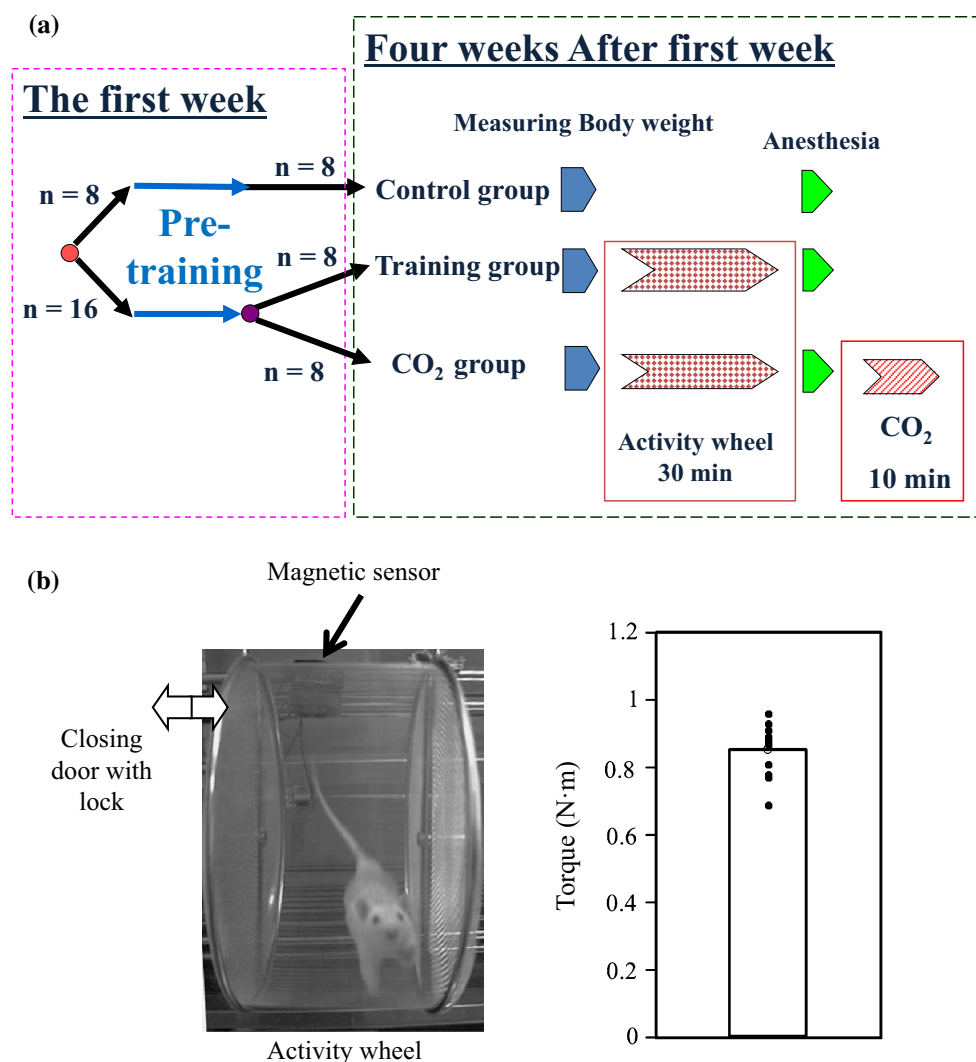 (a)
The first week
Four weeks After first week
Measuring Body weight
Anesthesia
n = 8
n = 8
Control group
Pre-
training
n = 8
Training group
n = 16
n = 8
CO₂ group
Activity wheel
30 min
CO₂
10 min
(b)
Magnetic sensor
Closing
door with
lock
Activity wheel
Torque (N·m)
1.2
1
0.8
0.6
0.4
0.2
0